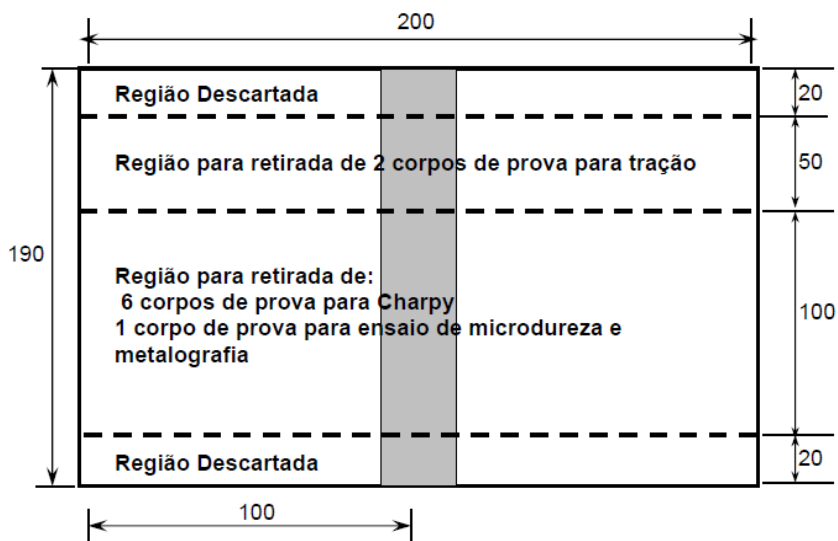 200
Região Descartada
20
Região para retirada de 2 corpos de prova para tração
50
190
Região para retirada de:
6 corpos de prova para Charpy
1 corpo de prova para ensaio de microdureza e
metalografia
100
Região Descartada
20
100